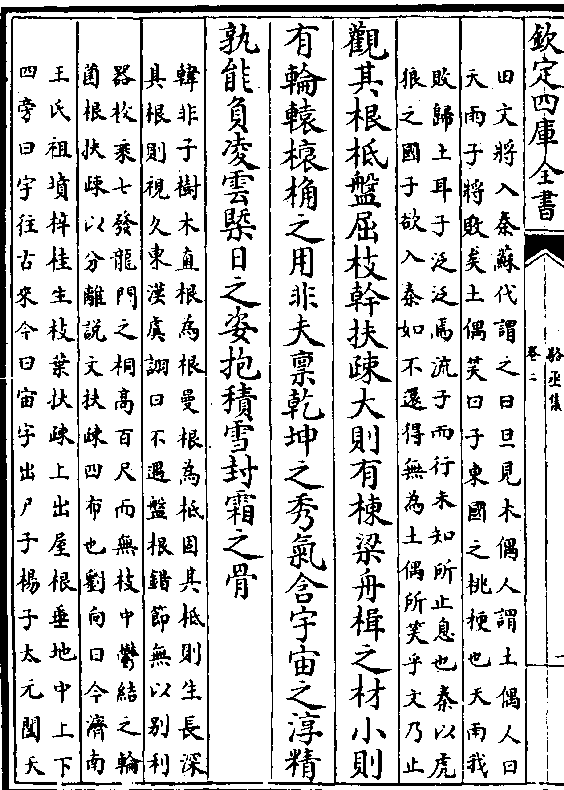 欽定四庫全書
駱丞集
卷二
田文將入秦蘇代謂之曰旦見木偶人謂土偶人曰
天雨子將敗矣土偶笑曰子東國之桃梗也天雨我
敗歸土耳子泛泛焉流子而行未知所止息也秦以虎
狼之國子欲入秦如不還得無為土偶所笑乎文乃止
觀其根柢盤屈枝幹扶疎大則有棟梁舟楫之材小則
有輪轅榱桷之用非夫稟乾坤之秀氣含宇宙之淳精
孰能負凌雲槩日之姿抱積雪封霜之骨
韓非子樹木直根為根曼根為柢固其柢則生長深
其根則視久東漢虞詡曰不遇盤根錯節無以別利
器枚乘七發龍門之桐高百尺而無枝中鬱結之輪
菌根扶疎以分離說文扶疎四布也劉向曰今濟南
王氏祖墳梓桂生枝葉扶疎上出屋根垂地中上下
四旁曰宇往古來今曰宙字出尸子楊子太元闔天